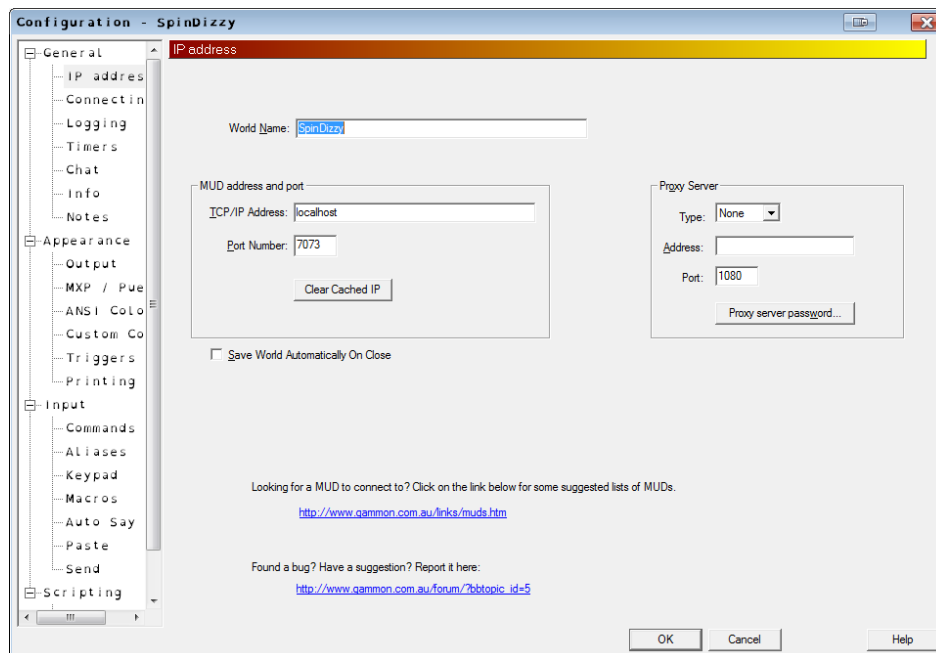 Configuration - SpinDizzy
General
IP addres
Connectin
Logging
Timers
Chat
Info
Notes
Appearance
Output
MXP / Pue
ANSI Colo
Custom Co
Triggers
Printing
Input
Commands
Aliases
Keypad
Macros
Auto Say
Paste
Send
Scripting
IP address
World Name: SpinDizzy
MUD address and port
TCP/IP Address: localhost
Port Number: 7073
Clear Cached IP
Proxy Server
Type: None
Address:
Port: 1080
Proxy server password...
Save World Automatically On Close
Looking for a MUD to connect to? Click on the link below for some suggested lists of MUDs.
http://www.gammon.com.au/links/muds.htm
Found a bug? Have a suggestion? Report it here:
http://www.gammon.com.au/forum/?bbtopic_id=5
OK Cancel Help